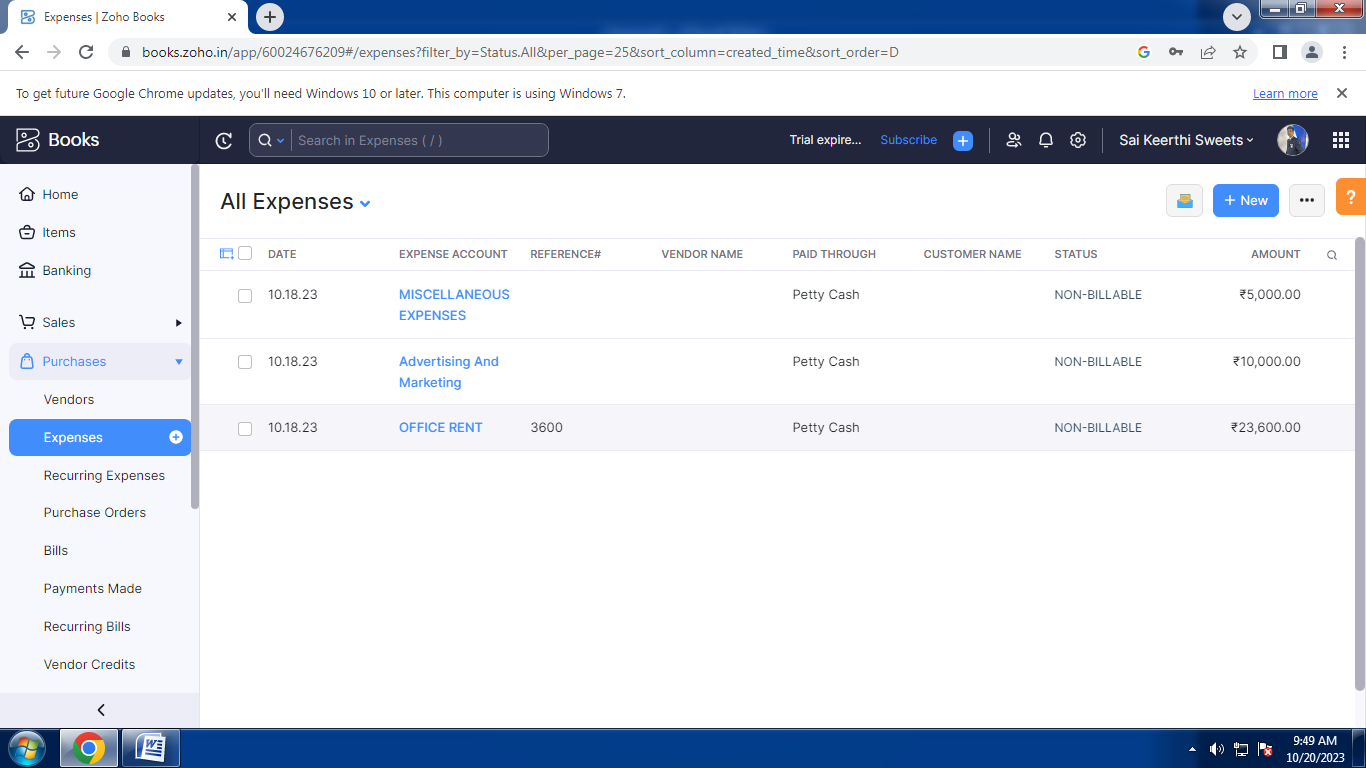 Expenses | Zoho Books
books.zoho.in/app/60024676209#/expenses?filter_by=Status.All&per_page=25&sort_column=created_time&sort_order=D
To get future Google Chrome updates, you'll need Windows 10 or later. This computer is using Windows 7.
Learn more
Books
Search in Expenses ( / )
Trial expire...
Subscribe
Sai Keerthi Sweets
Home
Items
Banking
Sales
Purchases
Vendors
Expenses
Recurring Expenses
Purchase Orders
Bills
Payments Made
Recurring Bills
Vendor Credits
All Expenses
+ New
?
DATE EXPENSE ACCOUNT REFERENCE# VENDOR NAME PAID THROUGH CUSTOMER NAME STATUS AMOUNT
10.18.23 MISCELLANEOUS EXPENSES Petty Cash NON-BILLABLE ₹5,000.00
10.18.23 Advertising And Marketing Petty Cash NON-BILLABLE ₹10,000.00
10.18.23 OFFICE RENT 3600 Petty Cash NON-BILLABLE ₹23,600.00
9:49 AM
10/20/2023